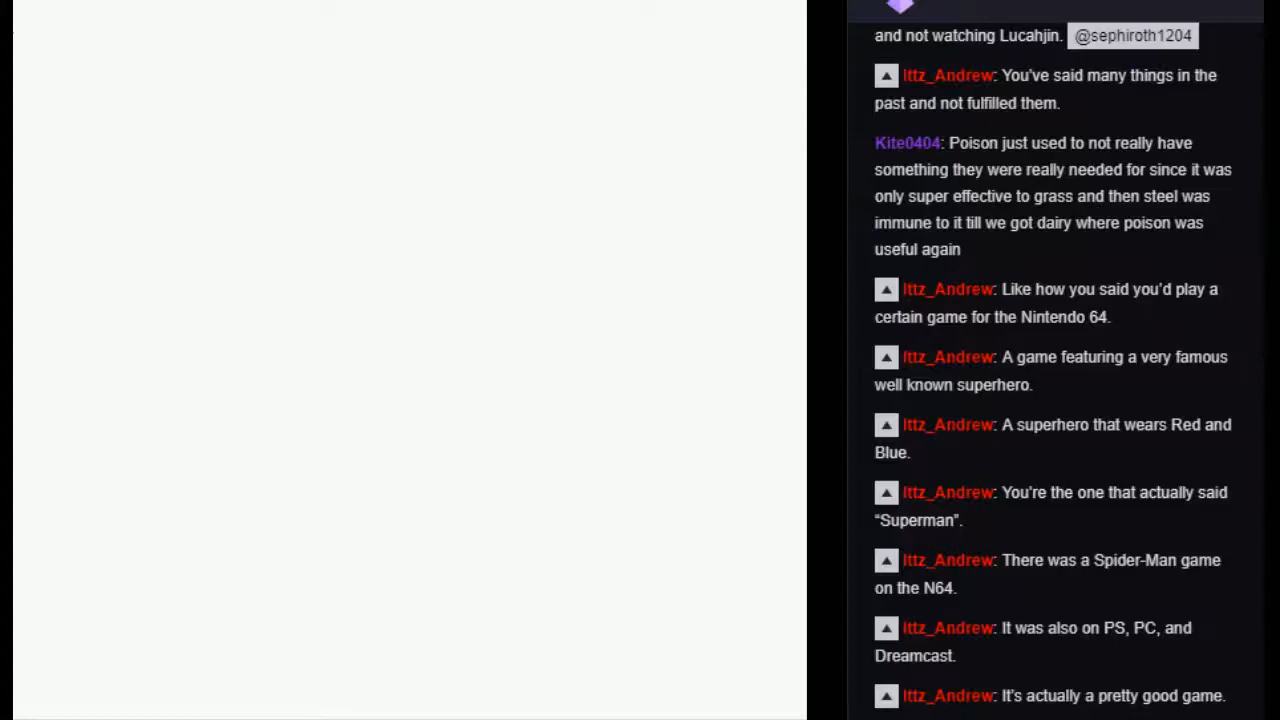 and not watching Lucahjin. @sephiroth1204
Ittz_Andrew: You've said many things in the
past and not fulfilled them.
Kite0404: Poison just used to not really have
something they were really needed for since it was
only super effective to grass and then steel was
immune to it till we got dairy where poison was
useful again
Ittz_Andrew: Like how you said you'd play a
certain game for the Nintendo 64.
Ittz_Andrew: A game featuring a very famous
well known superhero.
Ittz_Andrew: A superhero that wears Red and
Blue.
Ittz_Andrew: You're the one that actually said
“Superman”.
Ittz_Andrew: There was a Spider-Man game
on the N64.
Ittz_Andrew: It was also on PS, PC, and
Dreamcast.
Ittz_Andrew: It's actually a pretty good game.